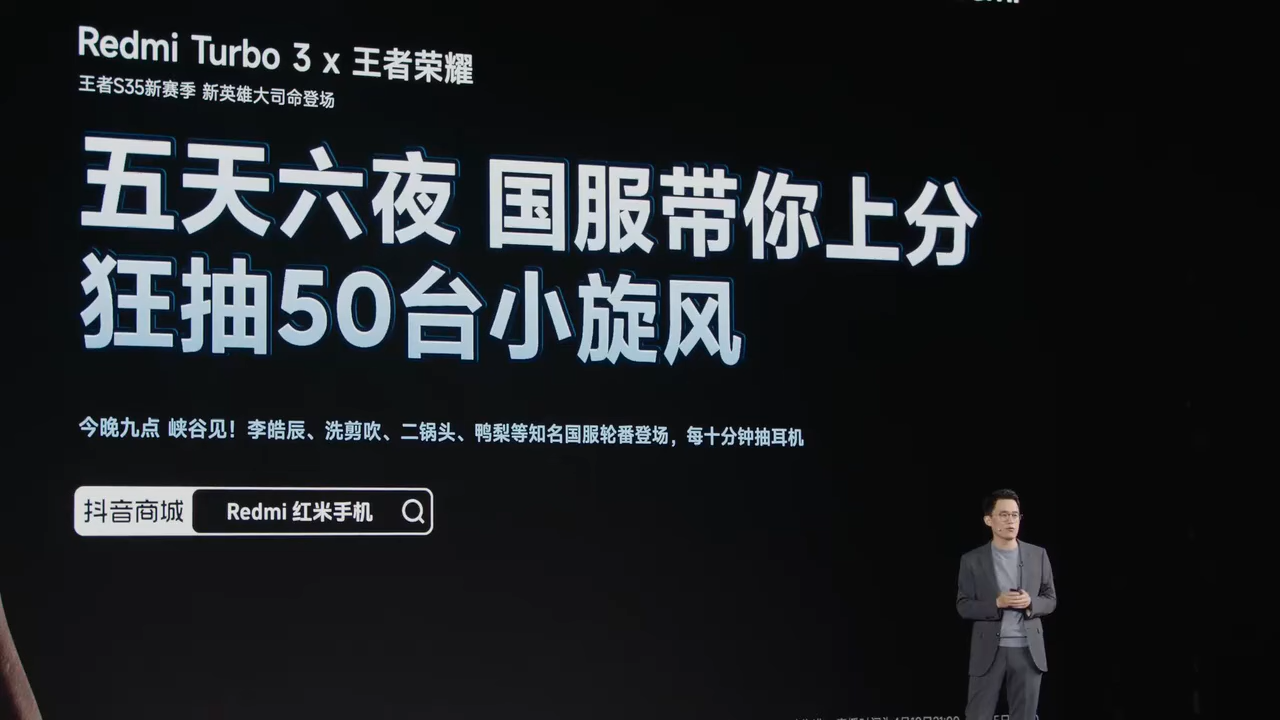 Redmi Turbo 3 x 王者荣耀
王者S35新赛季 新英雄大司命登场
五天六夜 国服带你上分
狂抽50台小旋风
今晚九点 峡谷见！李皓辰、洗剪吹、二锅头、鸭梨等知名国服轮番登场，每十分钟抽耳机
抖音商城 Redmi 红米手机